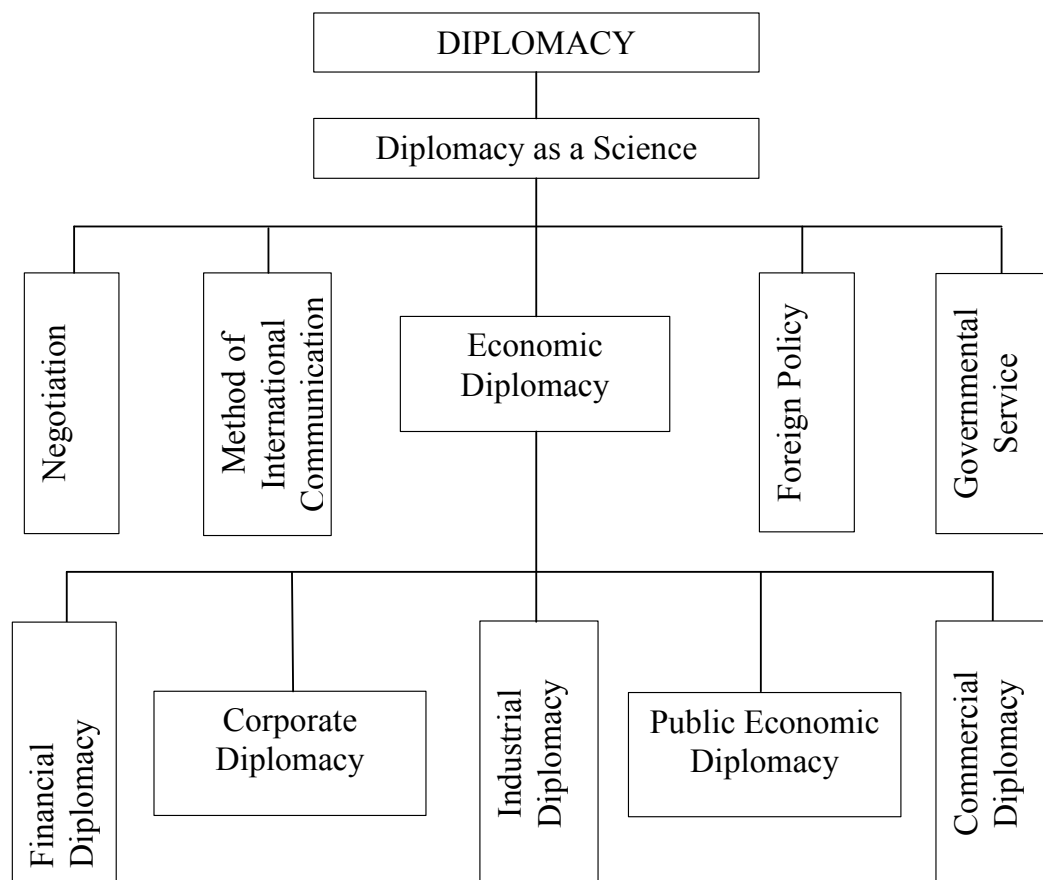 DIPLOMACY
Diplomacy as a Science
Negotiation
Method of
International
Communication
Economic
Diplomacy
Foreign Policy
Governmental
Service
Financial
Diplomacy
Corporate
Diplomacy
Industrial
Diplomacy
Public Economic
Diplomacy
Commercial
Diplomacy